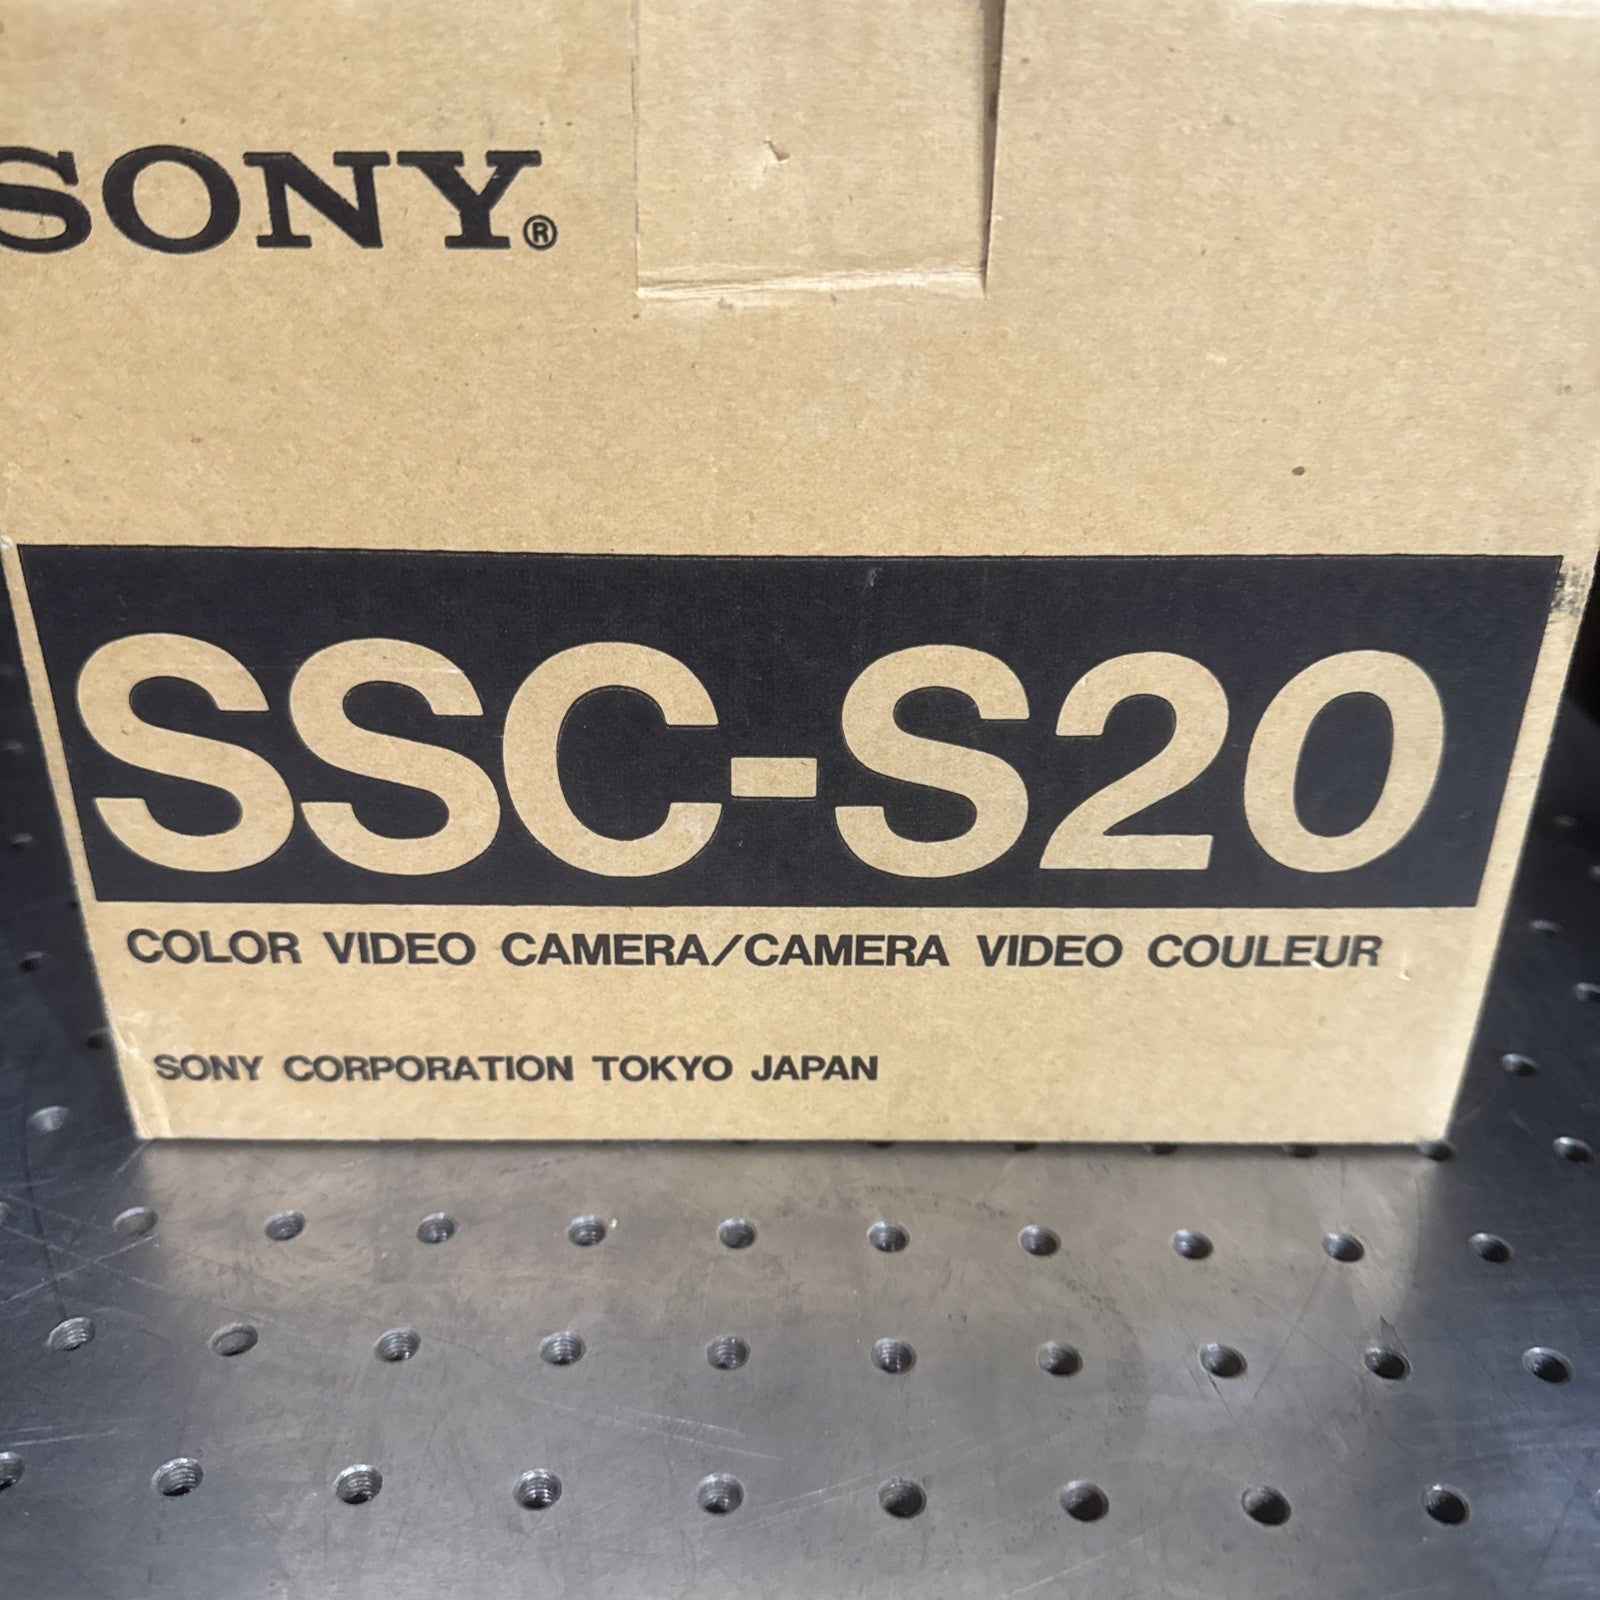 SONY®
SSC-S20
COLOR VIDEO CAMERA/CAMERA VIDEO COULEUR
SONY CORPORATION TOKYO JAPAN